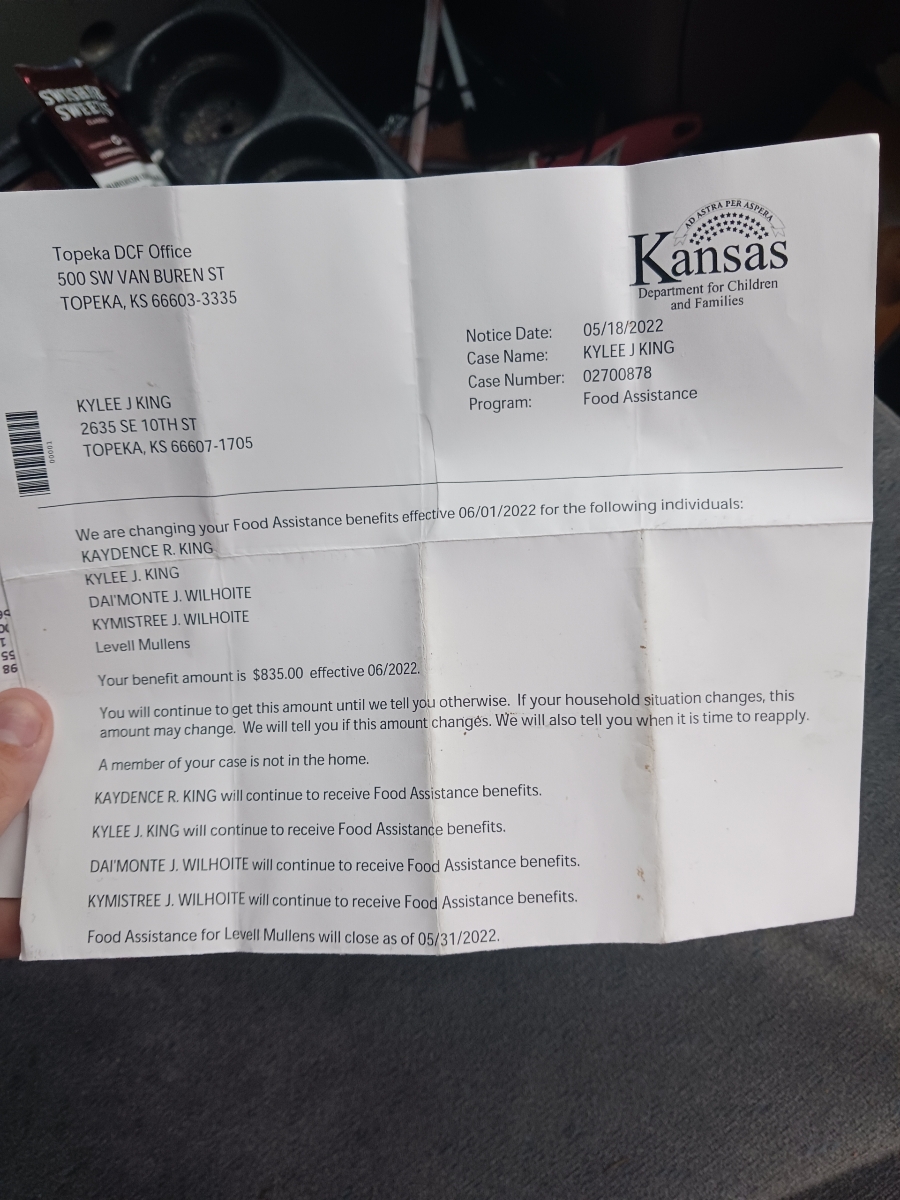 SWISHER
SWEETS
Topeka DCF Office
500 SW VAN BUREN ST
TOPEKA, KS 66603-3335
AD ASTRA PER ASPERA
Kansas
Department for Children
and Families
Notice Date: 05/18/2022
Case Name: KYLEE J KING
Case Number: 02700878
Program: Food Assistance
KYLEE J KING
2635 SE 10TH ST
TOPEKA, KS 66607-1705
00001
We are changing your Food Assistance benefits effective 06/01/2022 for the following individuals:
KAYDENCE R. KING
KYLEE J. KING
DAI'MONTE J. WILHOITE
KYMISTREE J. WILHOITE
Levell Mullens
Your benefit amount is $835.00 effective 06/2022.
You will continue to get this amount until we tell you otherwise. If your household situation changes, this
amount may change. We will tell you if this amount changes. We will also tell you when it is time to reapply.
A member of your case is not in the home.
KAYDENCE R. KING will continue to receive Food Assistance benefits.
KYLEE J. KING will continue to receive Food Assistance benefits.
DAI'MONTE J. WILHOITE will continue to receive Food Assistance benefits.
KYMISTREE J. WILHOITE will continue to receive Food Assistance benefits.
Food Assistance for Levell Mullens will close as of 05/31/2022.